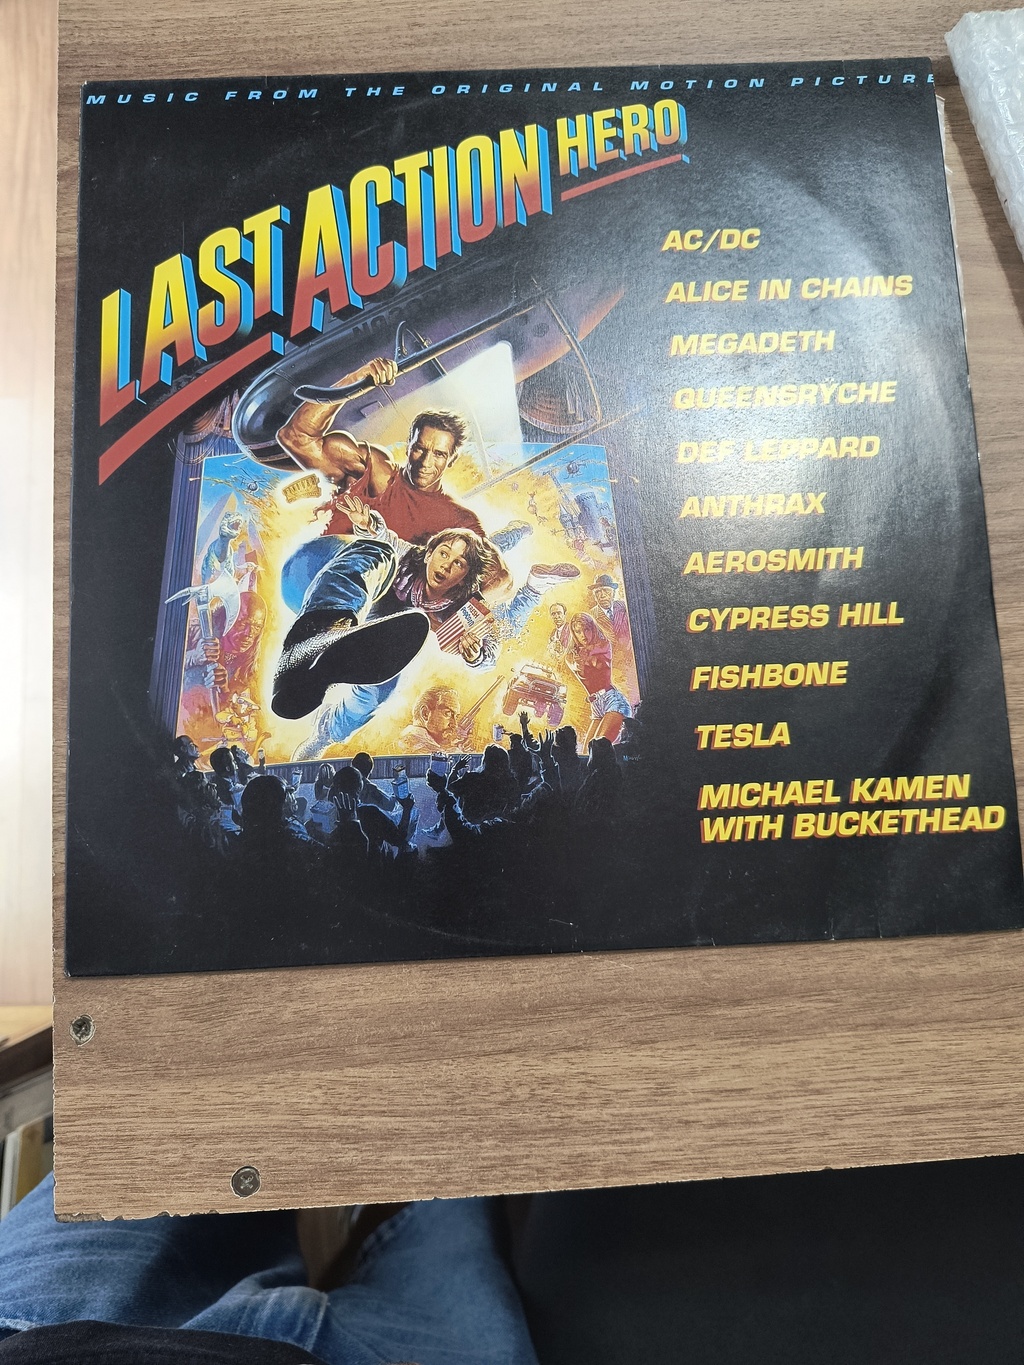 MUSIC FROM THE ORIGINAL MOTION PICTURE
LAST ACTION HERO
AC/DC
ALICE IN CHAINS
MEGADETH
QUEENSRŸCHE
DEF LEPPARD
ANTHRAX
AEROSMITH
CYPRESS HILL
FISHBONE
TESLA
MICHAEL KAMEN
WITH BUCKETHEAD